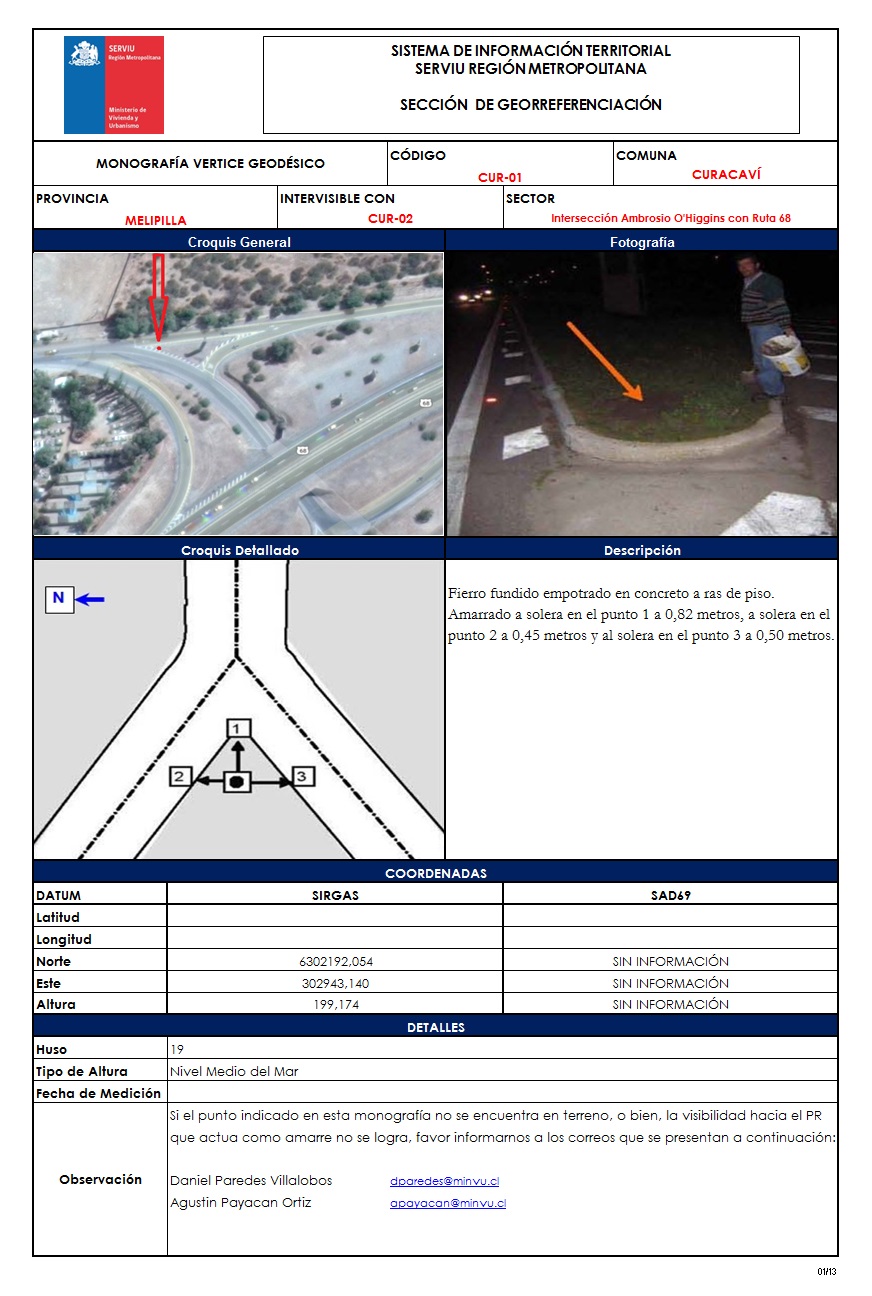 SERVIU
Región Metropolitana
Ministerio de
Vivienda y
Urbanismo
SISTEMA DE INFORMACIÓN TERRITORIAL
SERVIU REGIÓN METROPOLITANA
SECCIÓN DE GEORREFERENCIACIÓN
MONOGRAFÍA VERTICE GEODÉSICO
CÓDIGO
CUR-01
COMUNA
CURACAVÍ
PROVINCIA
MELIPILLA
INTERVISIBLE CON
CUR-02
SECTOR
Intersección Ambrosio O'Higgins con Ruta 68
Croquis General
Fotografía
68
68
Croquis Detallado
Descripción
N
1
2
3
Fierro fundido empotrado en concreto a ras de piso.
Amarrado a solera en el punto 1 a 0,82 metros, a solera en el
punto 2 a 0,45 metros y al solera en el punto 3 a 0,50 metros.
COORDENADAS
DATUM SIRGAS SAD69
Latitud
Longitud
Norte 6302192,054 SIN INFORMACIÓN
Este 302943,140 SIN INFORMACIÓN
Altura 199,174 SIN INFORMACIÓN
DETALLES
Huso 19
Tipo de Altura Nivel Medio del Mar
Fecha de Medición
Observación
Si el punto indicado en esta monografía no se encuentra en terreno, o bien, la visibilidad hacia el PR
que actua como amarre no se logra, favor informarnos a los correos que se presentan a continuación:
Daniel Paredes Villalobos dparedes@minvu.cl
Agustin Payacan Ortiz apayacan@minvu.cl
01/13